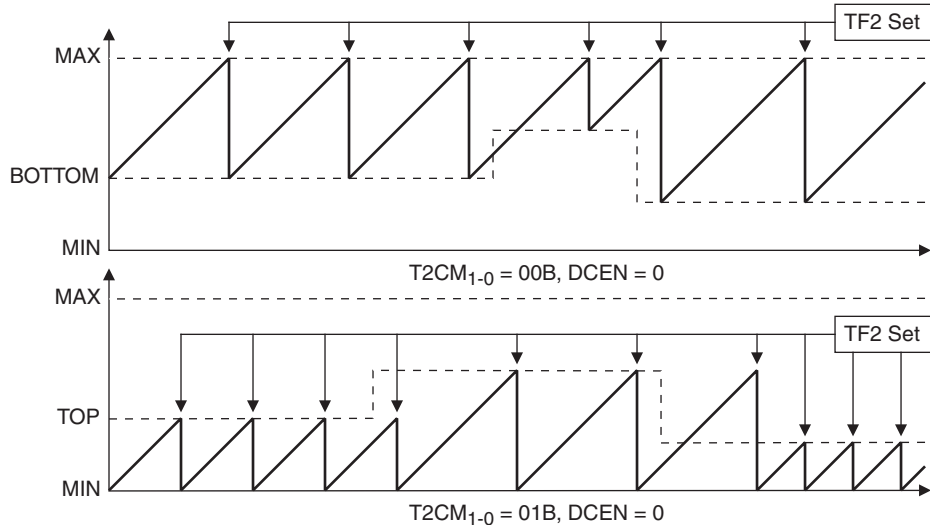 TF2 Set
MAX
BOTTOM
MIN
T2CM1-0 = 00B, DCEN = 0
MAX
TF2 Set
TOP
MIN
T2CM1-0 = 01B, DCEN = 0